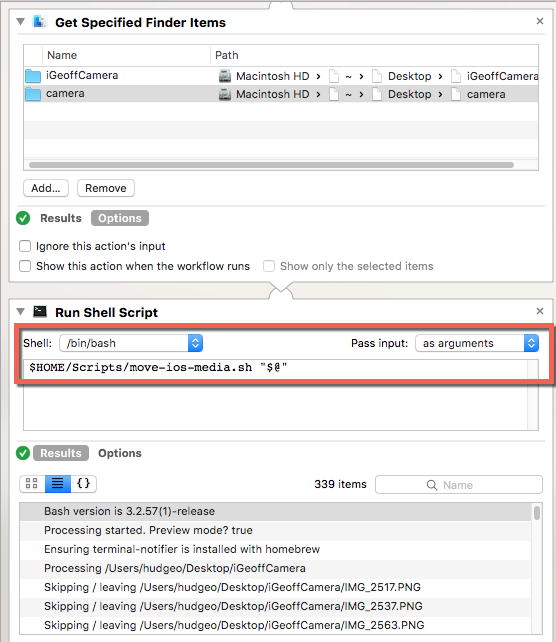 Get Specified Finder Items
Name Path
iGeoffCamera Macintosh HD › ~ › Desktop › iGeoffCamera
camera Macintosh HD › ~ › Desktop › camera
Add... Remove
Results Options
Ignore this action's input
Show this action when the workflow runs Show only the selected items
Run Shell Script
Shell: /bin/bash Pass input: as arguments
$HOME/Scripts/move-ios-media.sh "$@"
Results Options
{} 339 items Name
Bash version is 3.2.57(1)-release
Processing started. Preview mode? true
Ensuring terminal-notifier is installed with homebrew
Processing /Users/hudgeo/Desktop/iGeoffCamera
Skipping / leaving /Users/hudgeo/Desktop/iGeoffCamera/IMG_2517.PNG
Skipping / leaving /Users/hudgeo/Desktop/iGeoffCamera/IMG_2537.PNG
Skipping / leaving /Users/hudgeo/Desktop/iGeoffCamera/IMG_2563.PNG